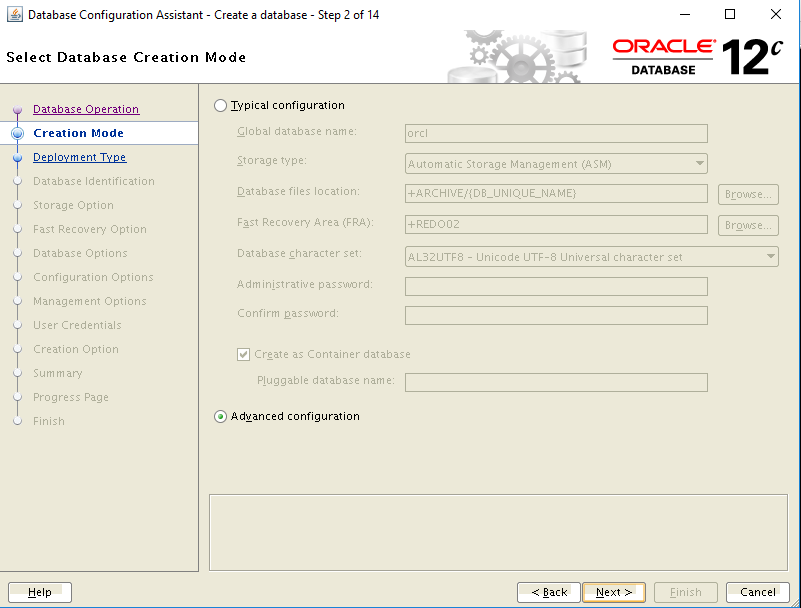 Database Configuration Assistant - Create a database - Step 2 of 14
Select Database Creation Mode
ORACLE®
DATABASE
12c
Database Operation
Creation Mode
Deployment Type
Database Identification
Storage Option
Fast Recovery Option
Database Options
Configuration Options
Management Options
User Credentials
Creation Option
Summary
Progress Page
Finish
Typical configuration
Global database name: orcl
Storage type: Automatic Storage Management (ASM)
Database files location: +ARCHIVE/{DB_UNIQUE_NAME} Browse...
Fast Recovery Area (FRA): +REDO02 Browse...
Database character set: AL32UTF8 - Unicode UTF-8 Universal character set
Administrative password:
Confirm password:
Create as Container database
Pluggable database name:
Advanced configuration
Help < Back Next > Finish Cancel